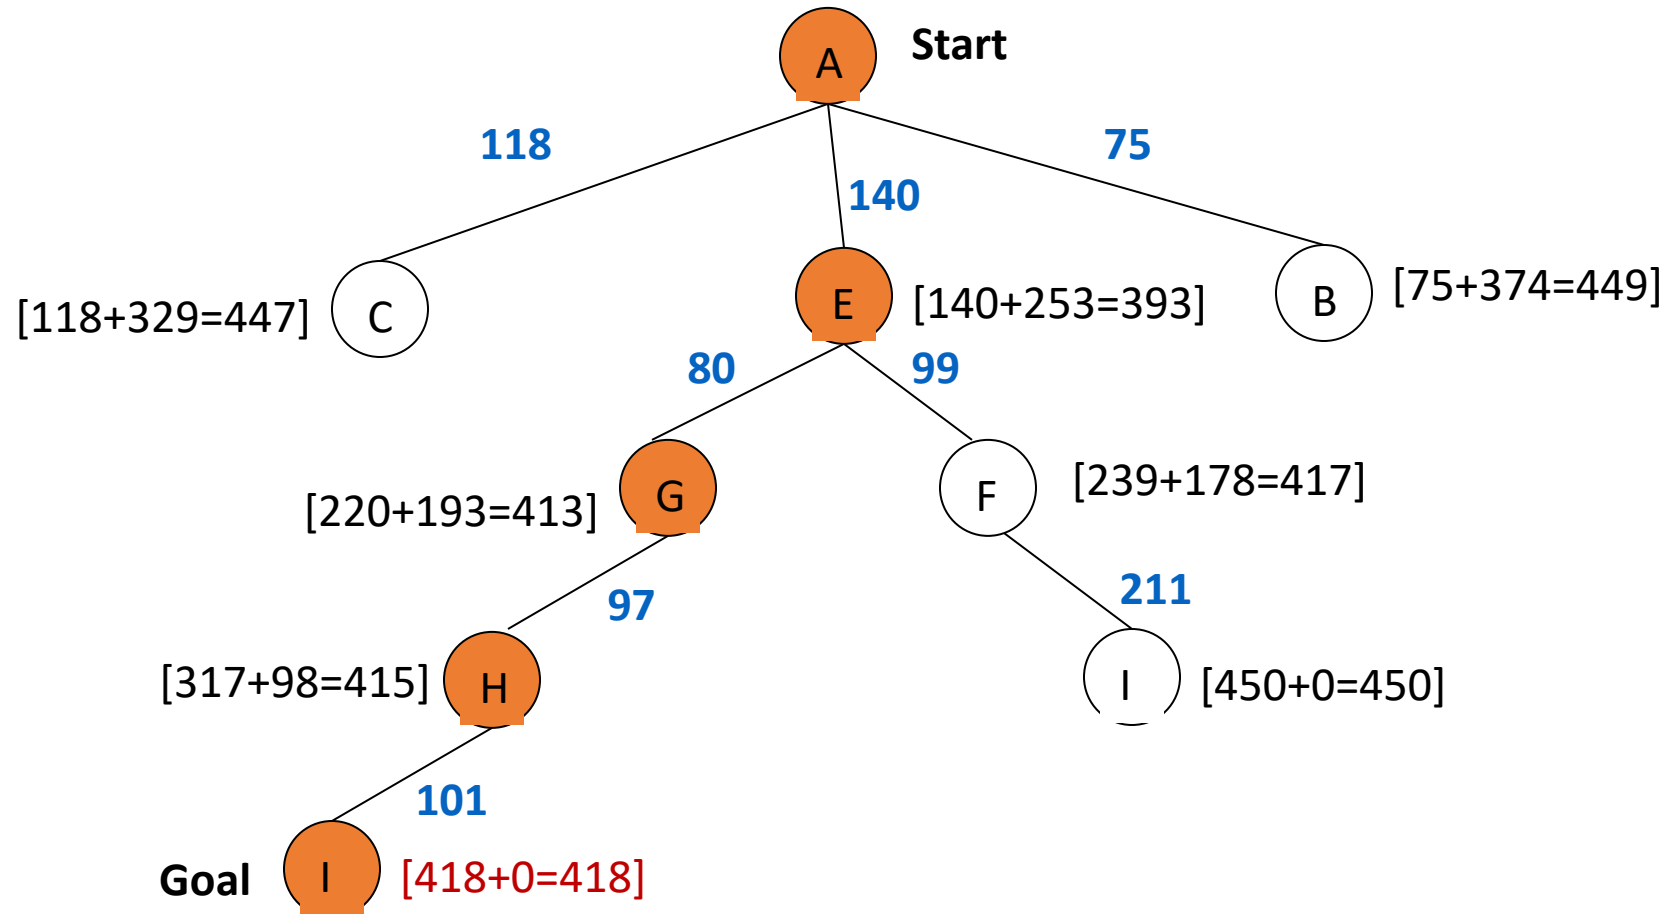 A Start
118
75
140
[118+329=447] C
E [140+253=393]
B [75+374=449]
80
99
[220+193=413] G
F [239+178=417]
97
211
[317+98=415] H
I [450+0=450]
101
Goal I [418+0=418]